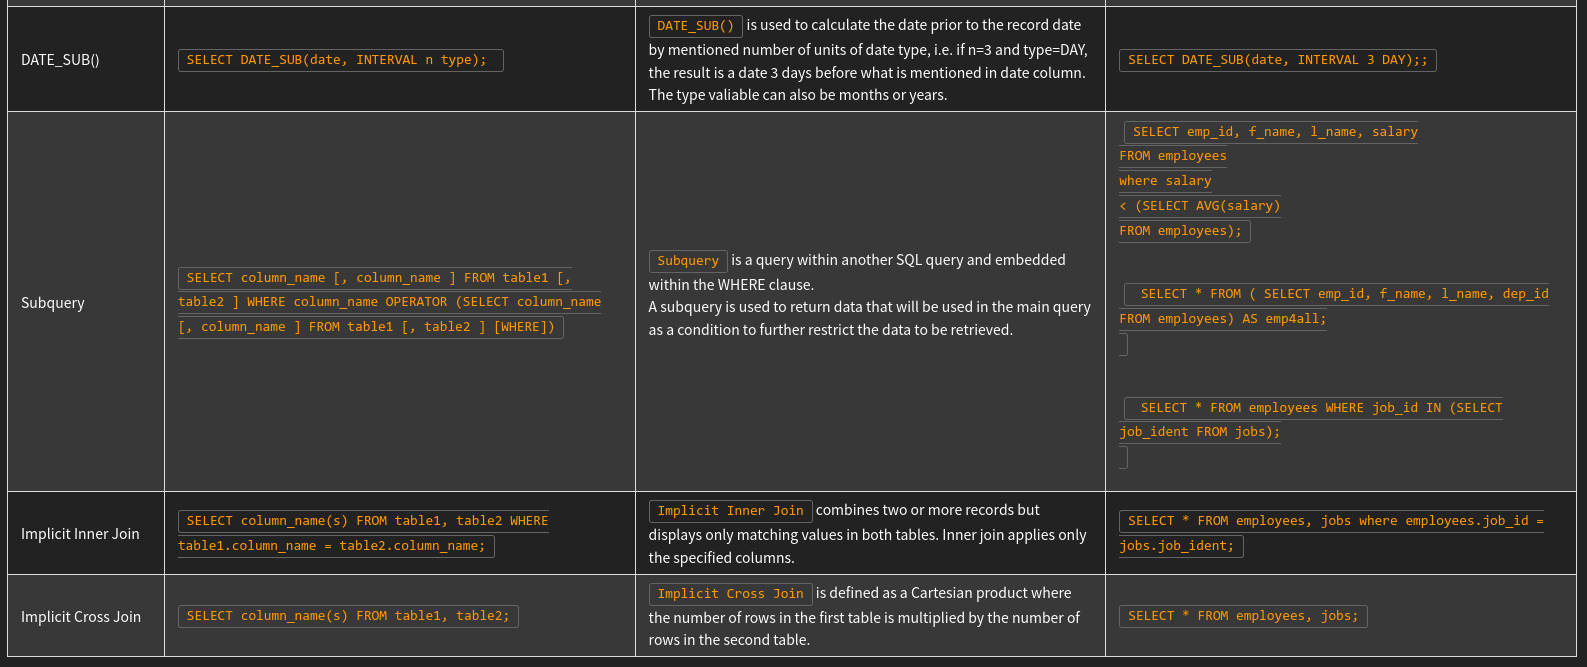 DATE_SUB()
SELECT DATE_SUB(date, INTERVAL n type);
DATE_SUB() is used to calculate the date prior to the record date
by mentioned number of units of date type, i.e. if n=3 and type=DAY,
the result is a date 3 days before what is mentioned in date column.
The type valiable can also be months or years.
SELECT DATE_SUB(date, INTERVAL 3 DAY);;
Subquery
SELECT column_name [, column_name ] FROM table1 [,
table2 ] WHERE column_name OPERATOR (SELECT column_name
[, column_name ] FROM table1 [, table2 ] [WHERE])
Subquery is a query within another SQL query and embedded
within the WHERE clause.
A subquery is used to return data that will be used in the main query
as a condition to further restrict the data to be retrieved.
SELECT emp_id, f_name, l_name, salary
FROM employees
where salary
< (SELECT AVG(salary)
FROM employees);
SELECT * FROM ( SELECT emp_id, f_name, l_name, dep_id
FROM employees) AS emp4all;
SELECT * FROM employees WHERE job_id IN (SELECT
job_ident FROM jobs);
Implicit Inner Join
SELECT column_name(s) FROM table1, table2 WHERE
table1.column_name = table2.column_name;
Implicit Inner Join combines two or more records but
displays only matching values in both tables. Inner join applies only
the specified columns.
SELECT * FROM employees, jobs where employees.job_id =
jobs.job_ident;
Implicit Cross Join
SELECT column_name(s) FROM table1, table2;
Implicit Cross Join is defined as a Cartesian product where
the number of rows in the first table is multiplied by the number of
rows in the second table.
SELECT * FROM employees, jobs;